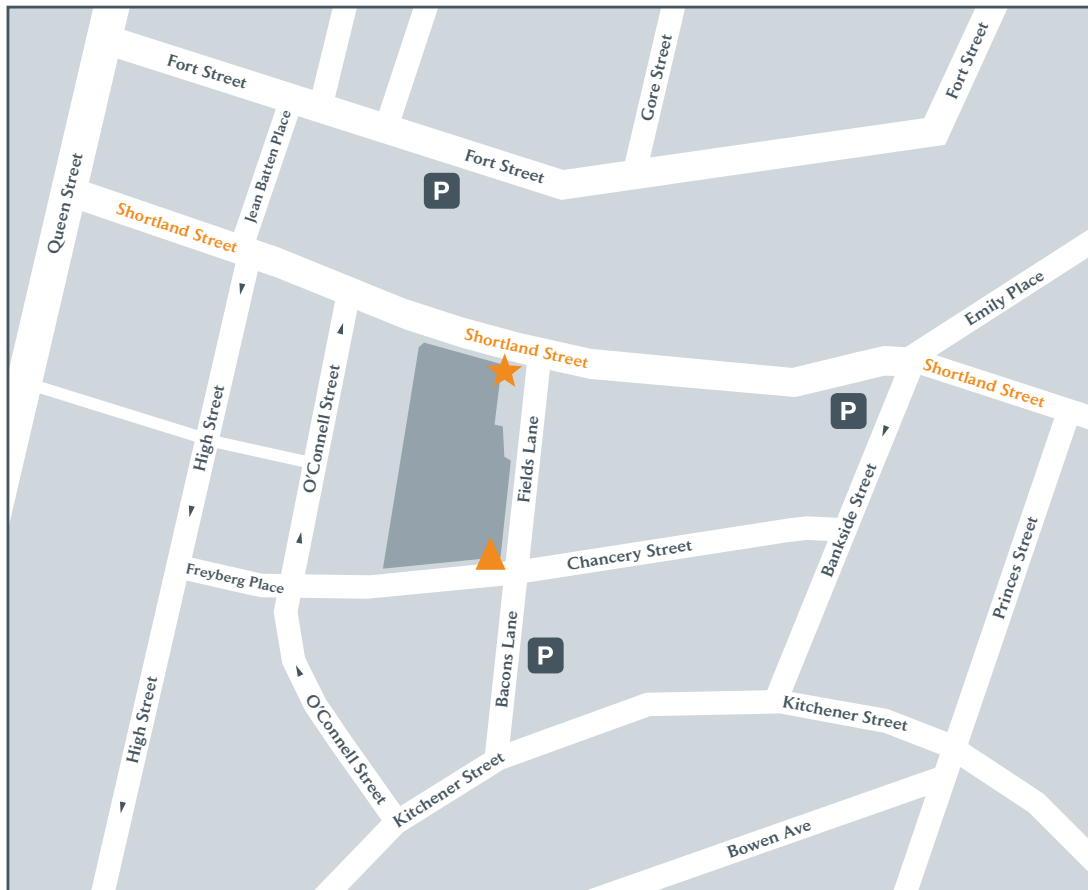 Fort Street
Gore Street
Fort Street
Jean Batten Place
Fort Street
P
Queen Street
Shortland Street
Emily Place
Shortland Street
Shortland Street
P
High Street
O'Connell Street
Fields Lane
Bankside Street
Chancery Street
Princes Street
Freyberg Place
Bacons Lane
P
High Street
O'Connell Street
Kitchener Street
Kitchener Street
Bowen Ave